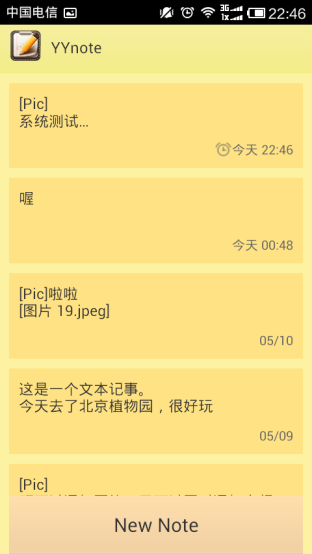 中国电信
3G
1x
22:46
YYnote
[Pic]
系统测试...
今天 22:46
喔
今天 00:48
[Pic]啦啦
[图片 19.jpeg]
05/10
这是一个文本记事。
今天去了北京植物园，很好玩
05/09
[Pic]
New Note